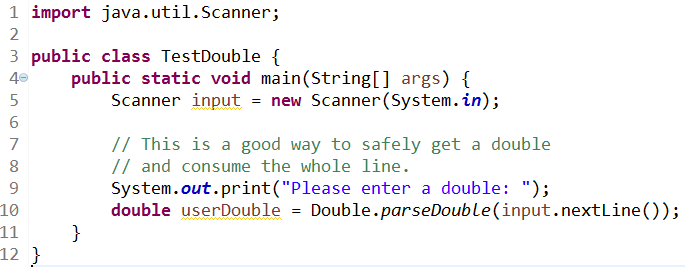 1 import java.util.Scanner;
2
3 public class TestDouble {
4     public static void main(String[] args) {
5         Scanner input = new Scanner(System.in);
6
7         // This is a good way to safely get a double
8         // and consume the whole line.
9         System.out.print("Please enter a double: ");
10         double userDouble = Double.parseDouble(input.nextLine());
11     }
12 }